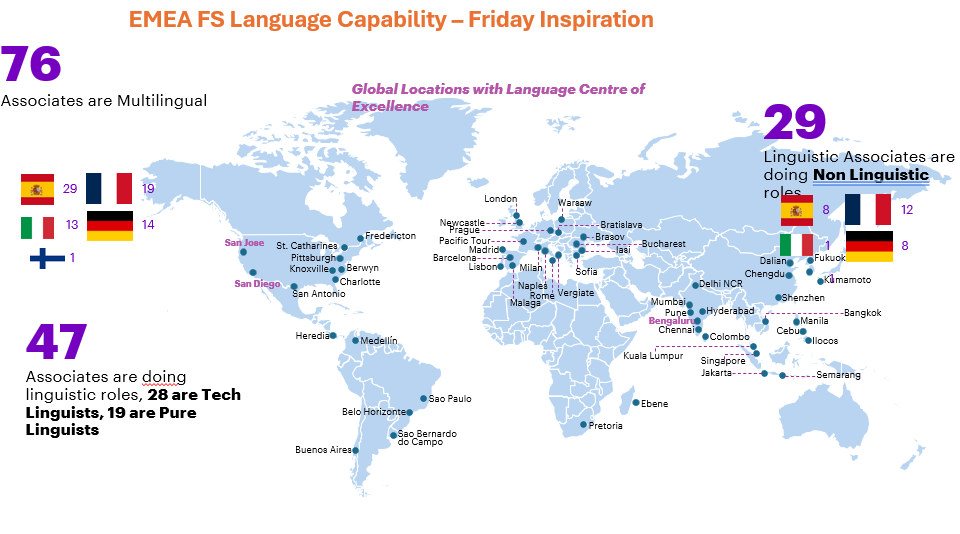 EMEA FS Language Capability – Friday Inspiration
76
Associates are Multilingual
Global Locations with Language Centre of
Excellence
29
Linguistic Associates are
doing Non Linguistic
roles
29
19
13
14
1
8
12
1
8
1
47
Associates are doing
linguistic roles, 28 are Tech
Linguists, 19 are Pure
Linguists
San Jose
San Diego
St. Catharines
Fredericton
Pittsburgh
Knoxville
Berwyn
Charlotte
San Antonio
Heredia
Medellín
Sao Paulo
Belo Horizonte
Sao Bernardo
do Campo
Buenos Aires
London
Warsaw
Newcastle
Prague
Bratislava
Pacific Tour
Brasov
Madrid
Bucharest
Iasi
Barcelona
Lisbon
Milan
Sofia
Naples
Rome
Vergiate
Malaga
Ebene
Pretoria
Delhi NCR
Mumbai
Pune
Hyderabad
Bengaluru
Chennai
Colombo
Kuala Lumpur
Singapore
Jakarta
Semarang
Dalian
Fukuok
Chengdu
Kumamoto
Shenzhen
Bangkok
Manila
Cebu
Ilocos